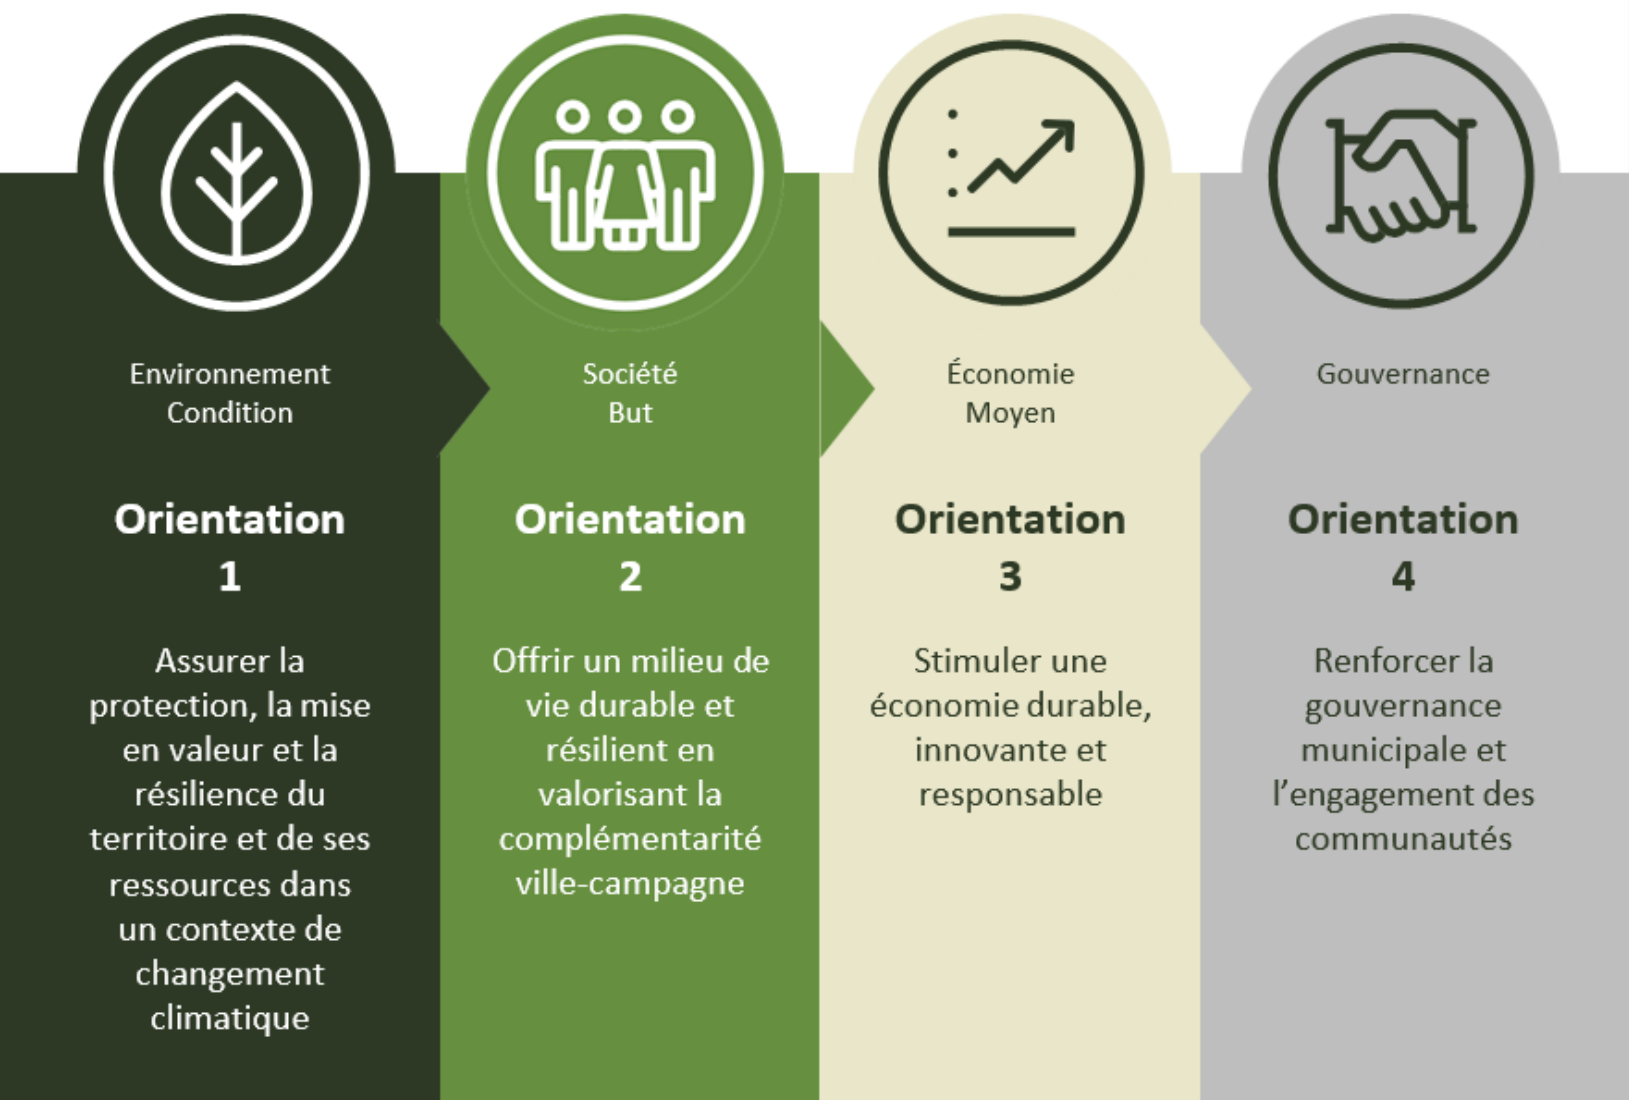 Environnement
Condition
Orientation
1
Assurer la
protection, la mise
en valeur et la
résilience du
territoire et de ses
ressources dans
un contexte de
changement
climatique
Société
But
Orientation
2
Offrir un milieu de
vie durable et
résilient en
valorisant la
complémentarité
ville-campagne
Économie
Moyen
Orientation
3
Stimuler une
économie durable,
innovante et
responsable
Gouvernance
Orientation
4
Renforcer la
gouvernance
municipale et
l’engagement des
communautés